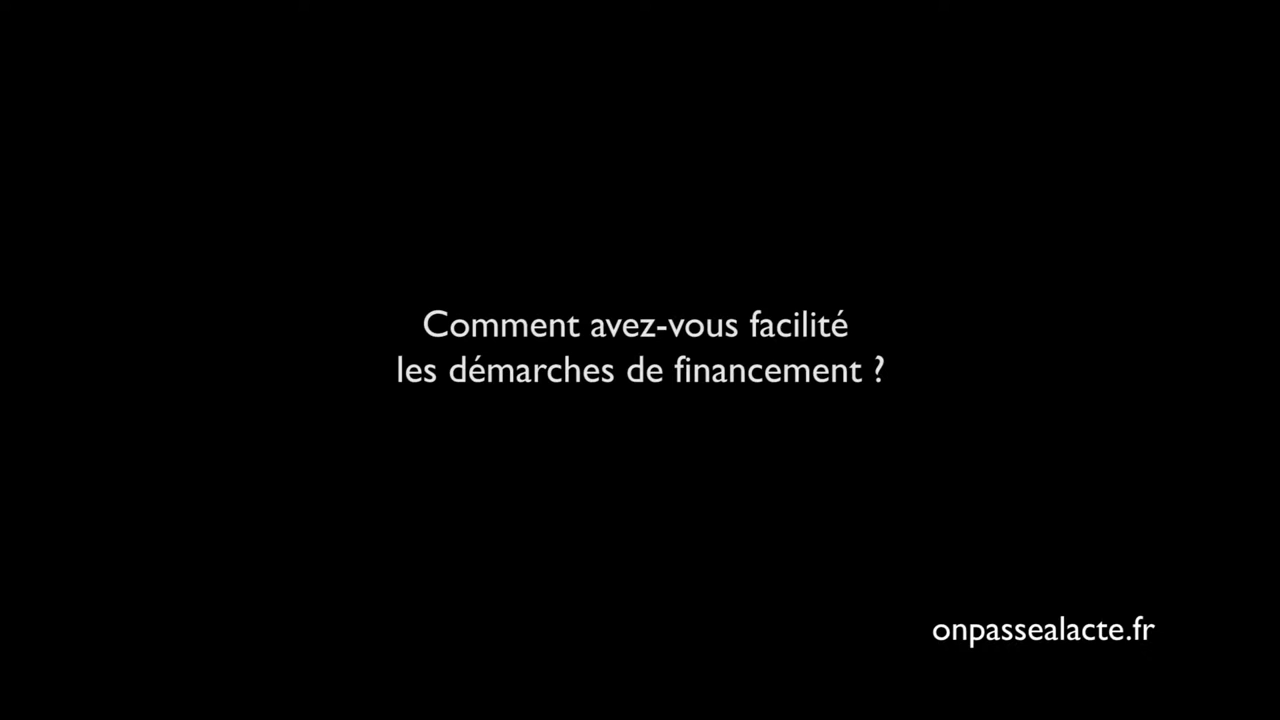 Comment avez-vous facilité
les démarches de financement ?
onpassealacte.fr